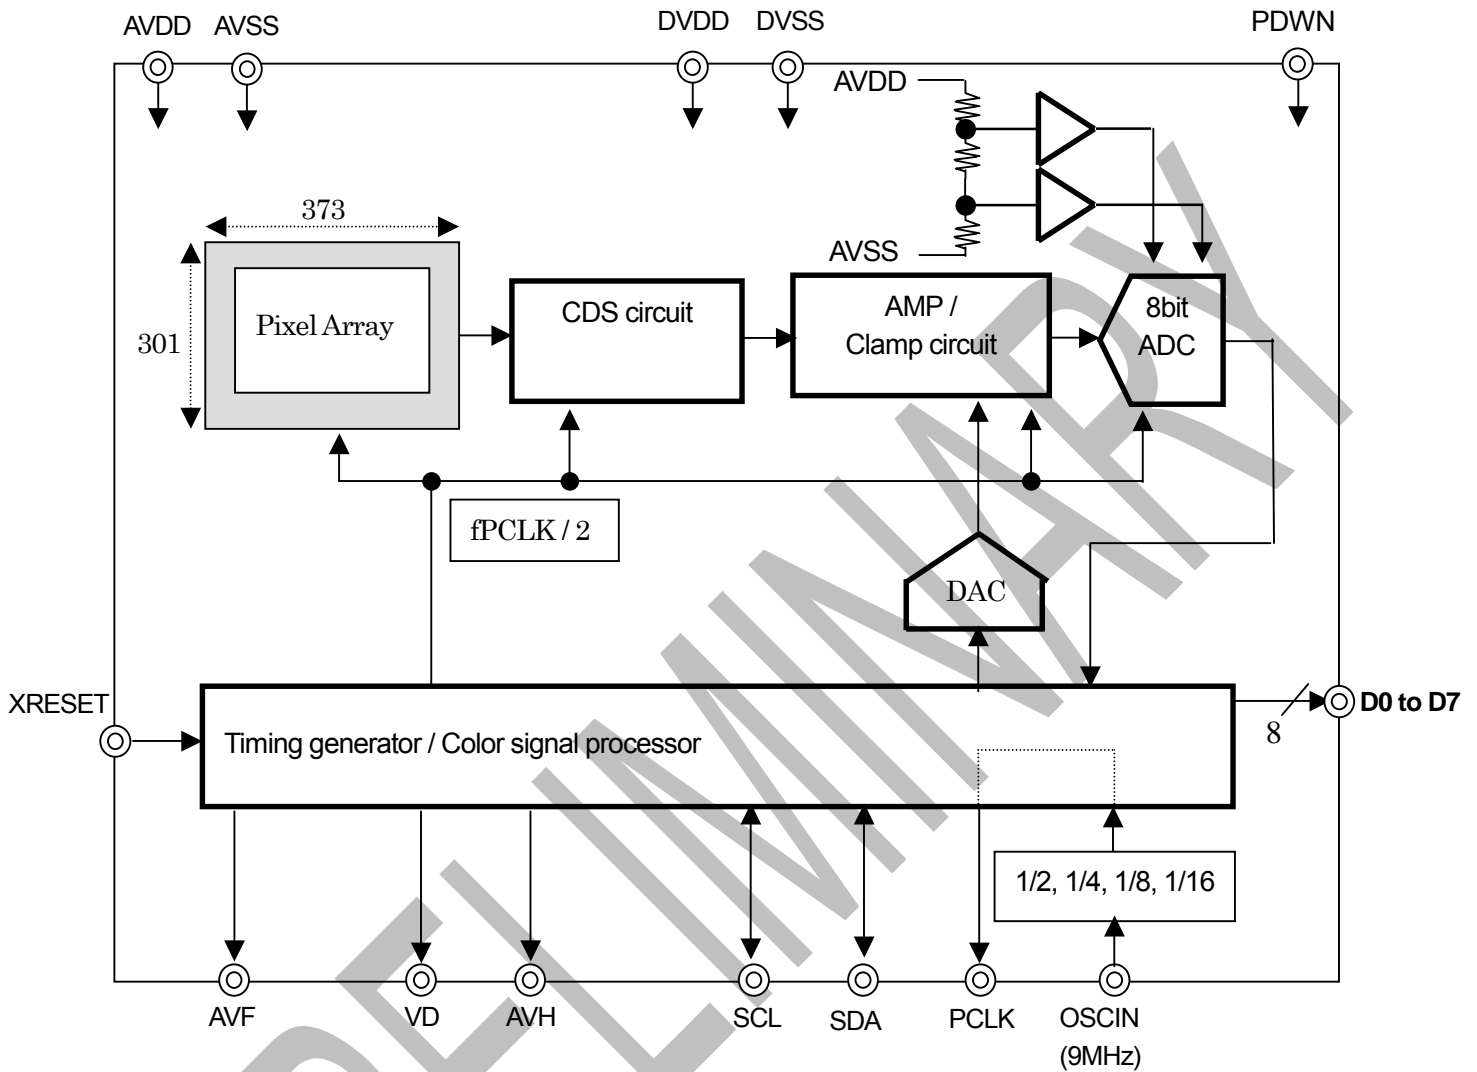 AVDD AVSS DVDD DVSS PDWN
AVDD
373
AVSS
301
Pixel Array
CDS circuit
AMP /
Clamp circuit
8bit
ADC
fPCLK / 2
DAC
XRESET
Timing generator / Color signal processor
D0 to D7
8
1/2, 1/4, 1/8, 1/16
AVF VD AVH SCL SDA PCLK OSCIN
(9MHz)
PRELIMINARY